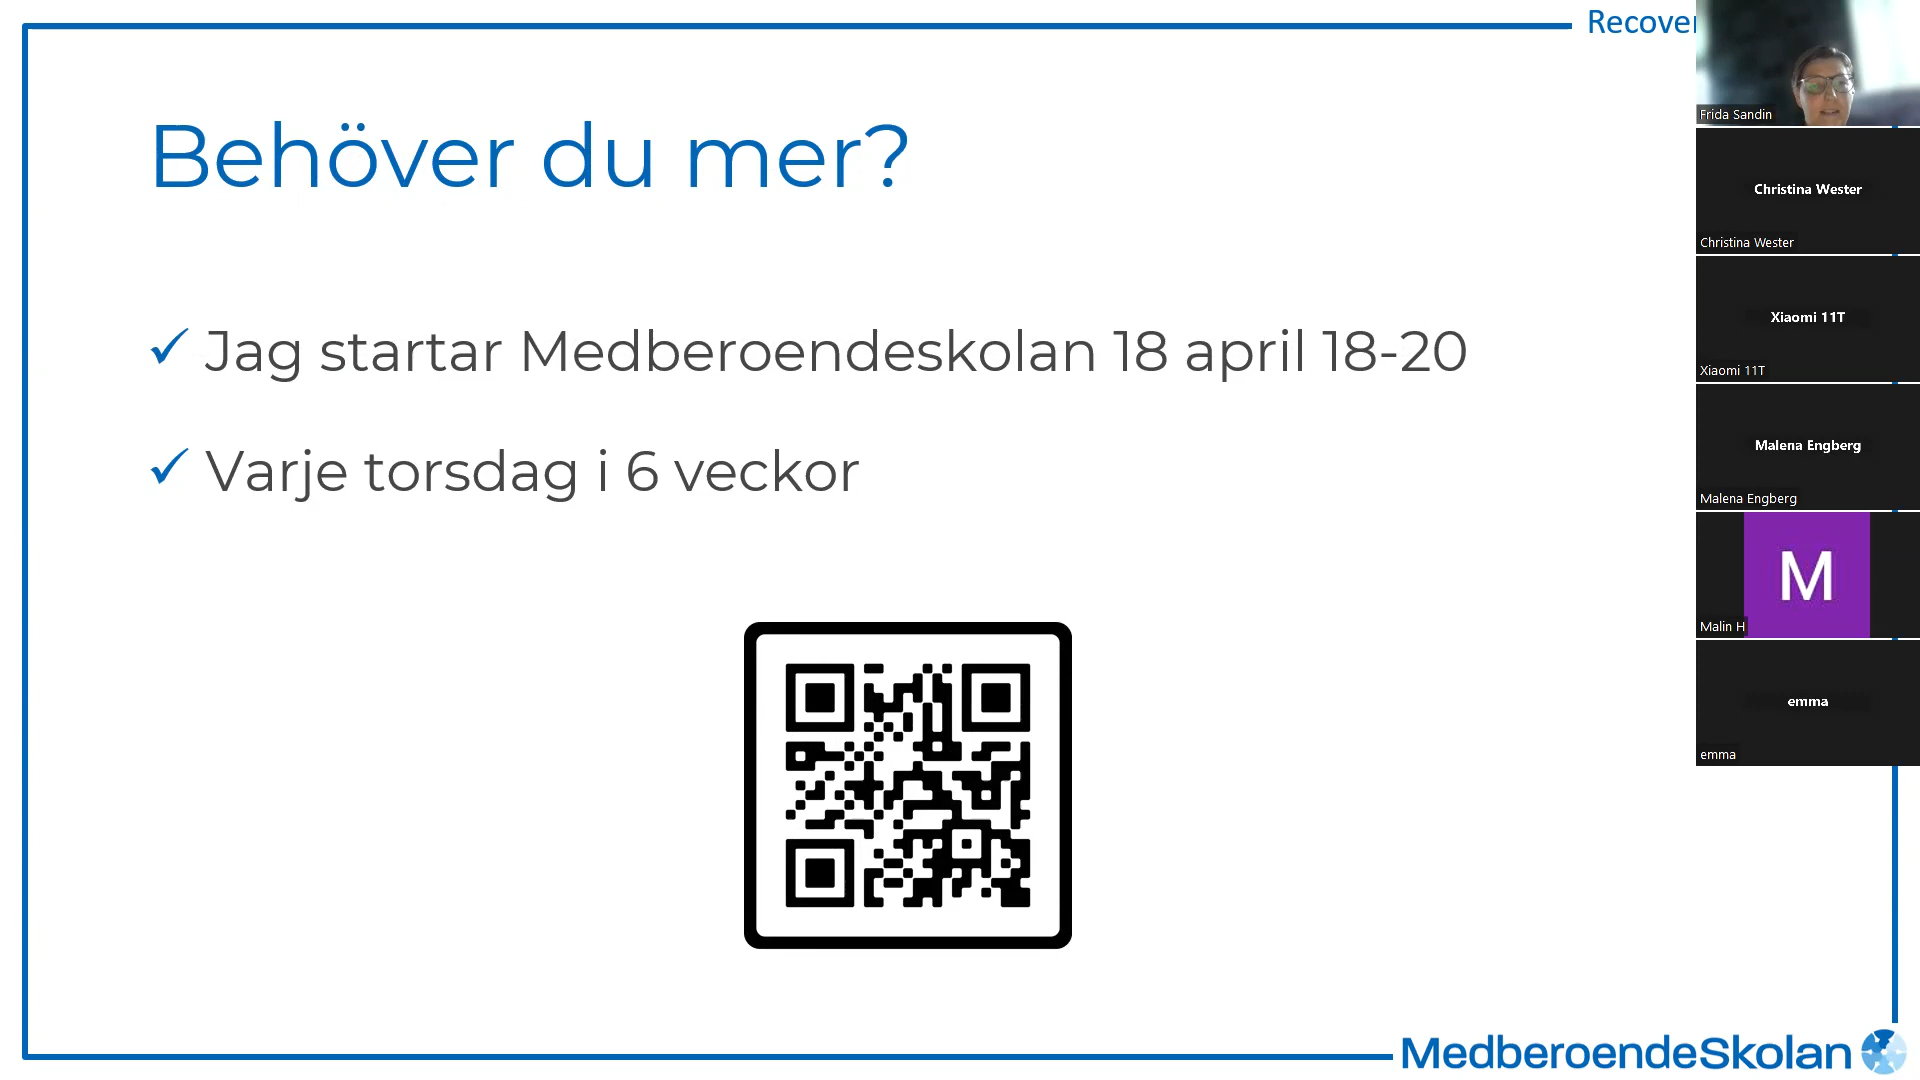 Recover
Behöver du mer?
Jag startar Medberoendeskolan 18 april 18-20
Varje torsdag i 6 veckor
MedberoendeSkolan
Frida Sandin
Christina Wester
Christina Wester
Xiaomi 11T
Xiaomi 11T
Malena Engberg
Malena Engberg
M
Malin H
emma
emma